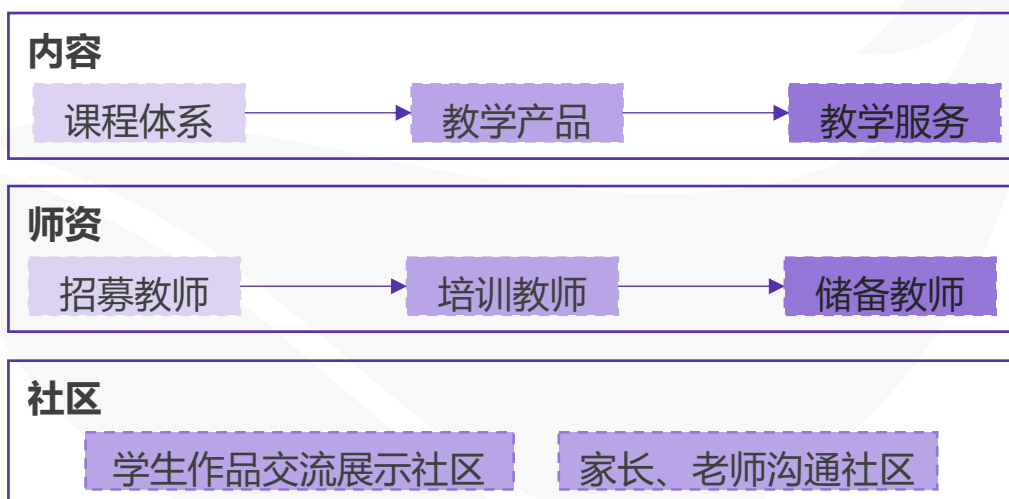 内容
课程体系 教学产品 教学服务
师资
招募教师 培训教师 储备教师
社区
学生作品交流展示社区 家长、老师沟通社区